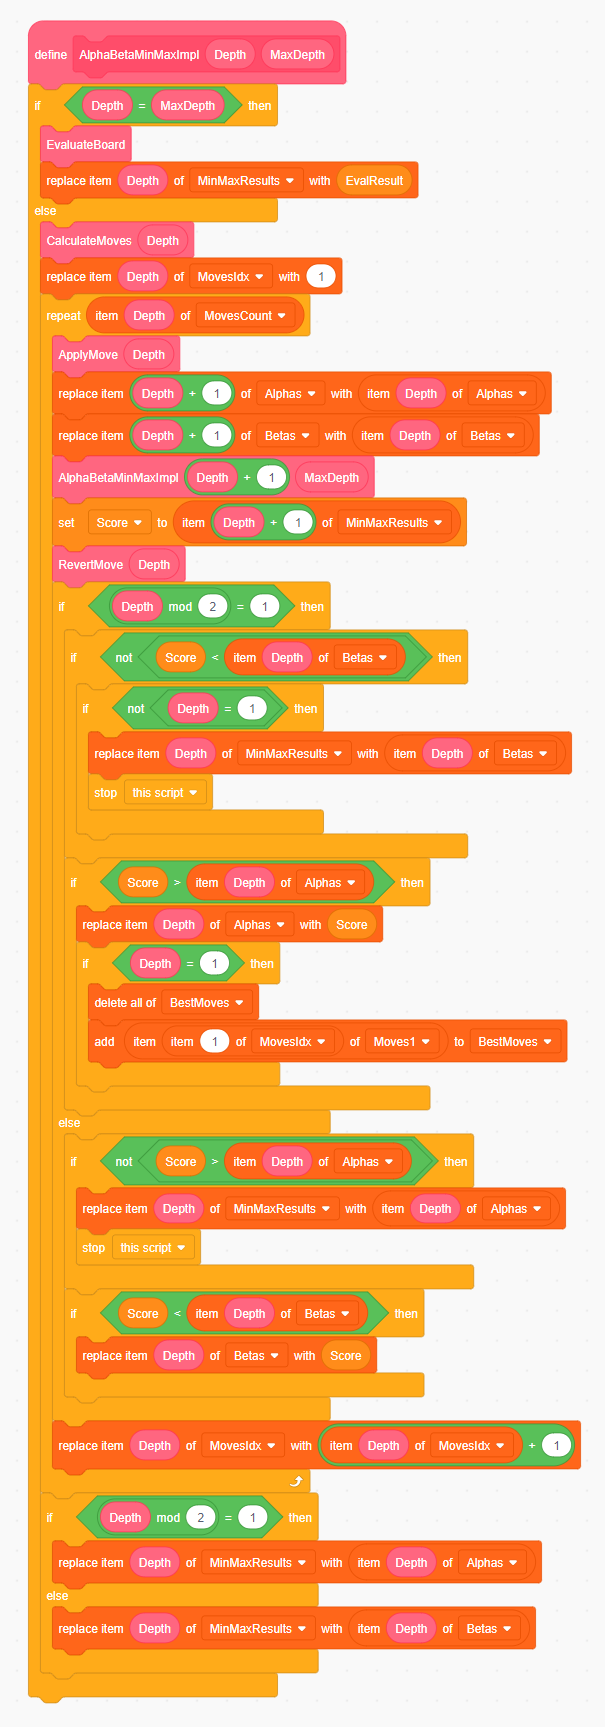 define AlphaBetaMinMaxImpl Depth MaxDepth
if Depth = MaxDepth then
EvaluateBoard
replace item Depth of MinMaxResults with EvalResult
else
CalculateMoves Depth
replace item Depth of MovesIdx with 1
repeat item Depth of MovesCount
ApplyMove Depth
replace item Depth + 1 of Alphas with item Depth of Alphas
replace item Depth + 1 of Betas with item Depth of Betas
AlphaBetaMinMaxImpl Depth + 1 MaxDepth
set Score to item Depth + 1 of MinMaxResults
RevertMove Depth
if Depth mod 2 = 1 then
if not Score < item Depth of Betas then
if not Depth = 1 then
replace item Depth of MinMaxResults with item Depth of Betas
stop this script
if Score > item Depth of Alphas then
replace item Depth of Alphas with Score
if Depth = 1 then
delete all of BestMoves
add item item 1 of MovesIdx of Moves1 to BestMoves
else
if not Score > item Depth of Alphas then
replace item Depth of MinMaxResults with item Depth of Alphas
stop this script
if Score < item Depth of Betas then
replace item Depth of Betas with Score
replace item Depth of MovesIdx with item Depth of MovesIdx + 1
if Depth mod 2 = 1 then
replace item Depth of MinMaxResults with item Depth of Alphas
else
replace item Depth of MinMaxResults with item Depth of Betas